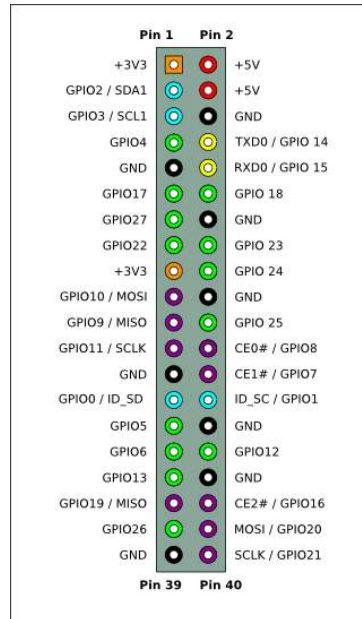 Pin 1 Pin 2
+3V3 +5V
GPIO2 / SDA1 +5V
GPIO3 / SCL1 GND
GPIO4 TXD0 / GPIO 14
GND RXD0 / GPIO 15
GPIO17 GPIO 18
GPIO27 GND
GPIO22 GPIO 23
+3V3 GPIO 24
GPIO10 / MOSI GND
GPIO9 / MISO GPIO 25
GPIO11 / SCLK CE0# / GPIO8
GND CE1# / GPIO7
GPIO0 / ID_SD ID_SC / GPIO1
GPIO5 GND
GPIO6 GPIO12
GPIO13 GND
GPIO19 / MISO CE2# / GPIO16
GPIO26 MOSI / GPIO20
GND SCLK / GPIO21
Pin 39 Pin 40